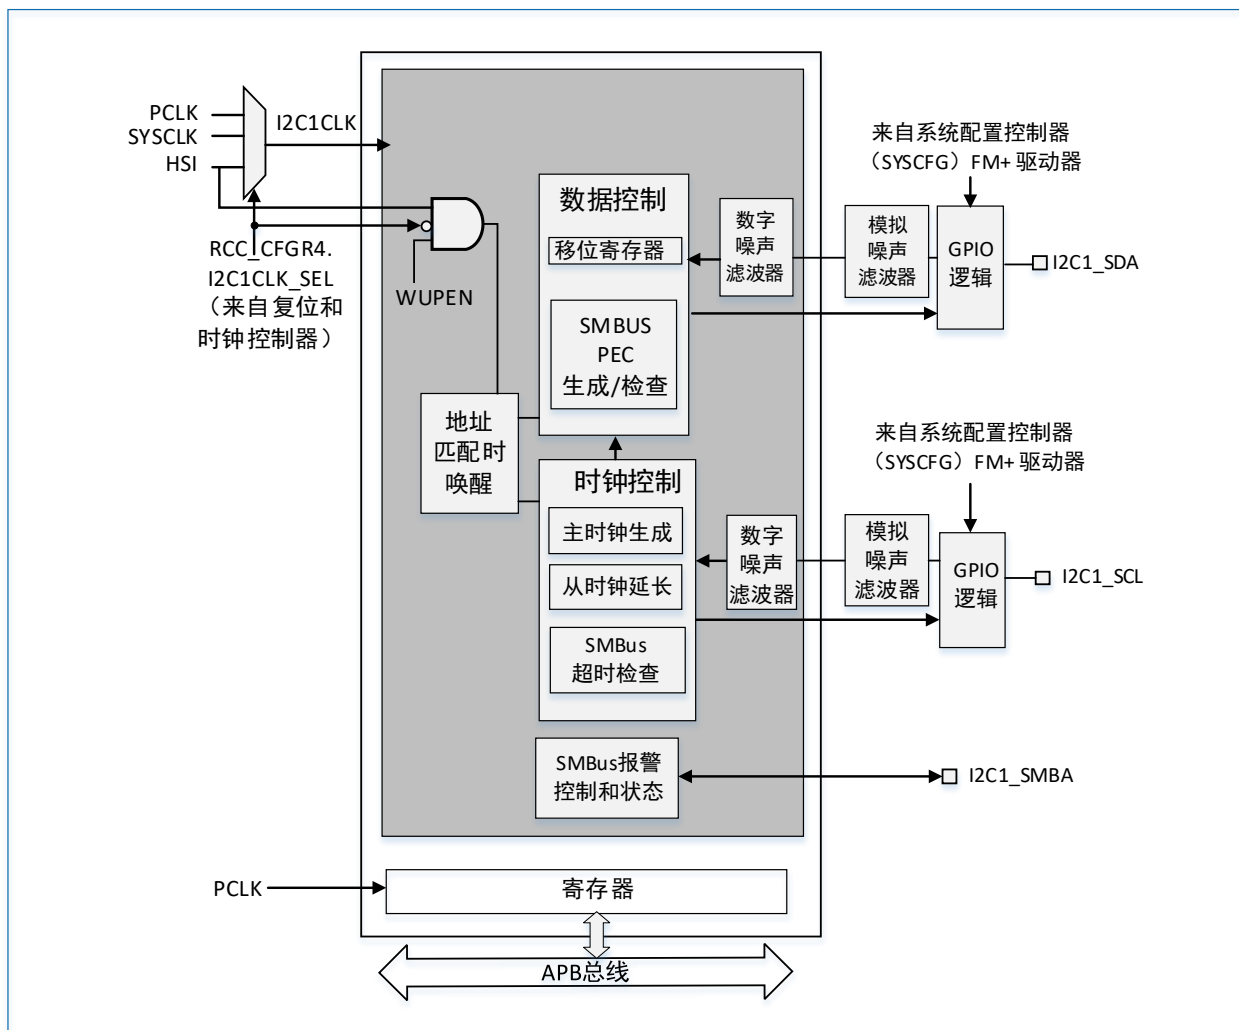 PCLK
SYSCLK
HSI
I2C1CLK
RCC_CFGR4.
I2C1CLK_SEL
（来自复位和
时钟控制器）
WUPEN
数据控制
移位寄存器
SMBUS
PEC
生成/检查
数字
噪声
滤波器
模拟
噪声
滤波器
来自系统配置控制器
（SYSCFG）FM+ 驱动器
GPIO
逻辑
I2C1_SDA
地址
匹配时
唤醒
时钟控制
主时钟生成
从时钟延长
SMBus
超时检查
数字
噪声
滤波器
模拟
噪声
滤波器
来自系统配置控制器
（SYSCFG）FM+ 驱动器
GPIO
逻辑
I2C1_SCL
SMBus报警
控制和状态
I2C1_SMBA
PCLK
寄存器
APB总线